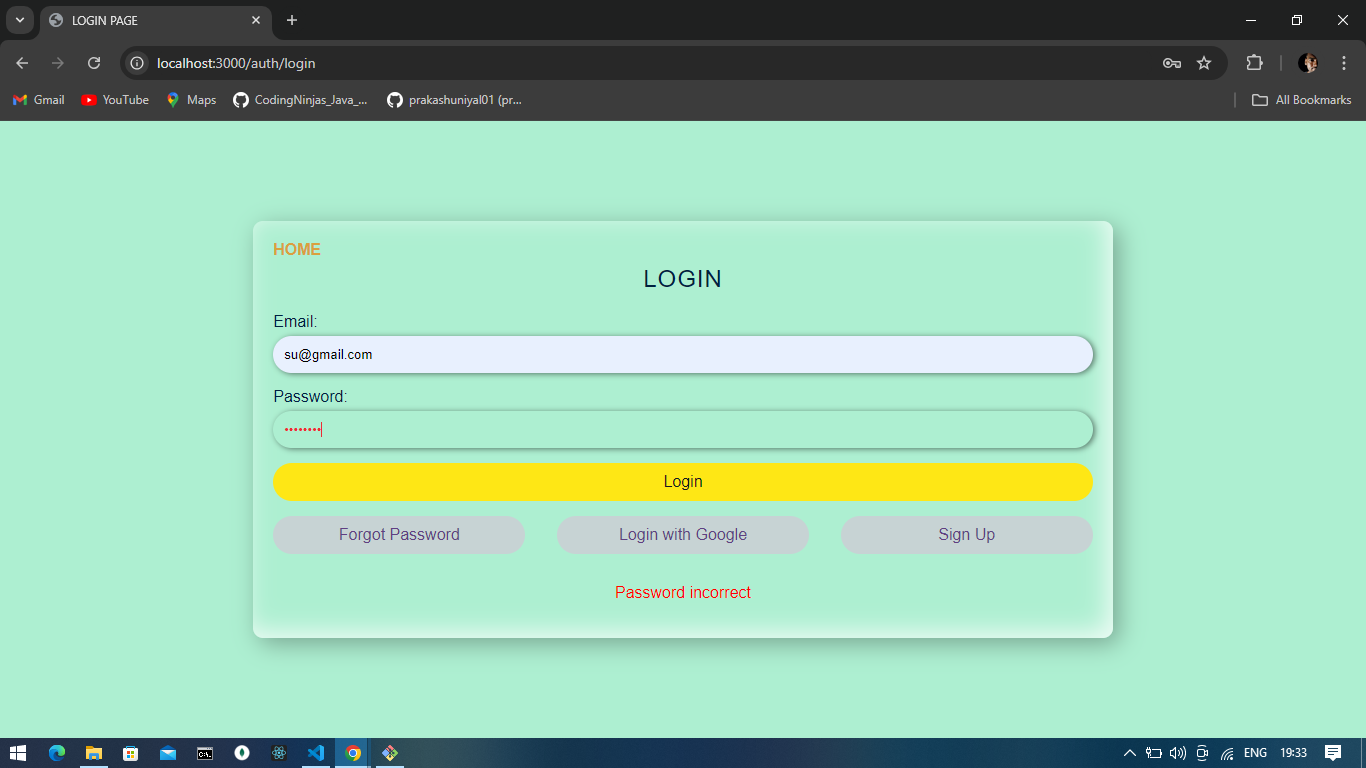 LOGIN PAGE
localhost:3000/auth/login
Gmail
YouTube
Maps
CodingNinjas_Java_...
prakashuniyal01 (pr...
All Bookmarks
HOME
LOGIN
Email:
su@gmail.com
Password:
••••••••
Login
Forgot Password
Login with Google
Sign Up
Password incorrect
ENG
19:33